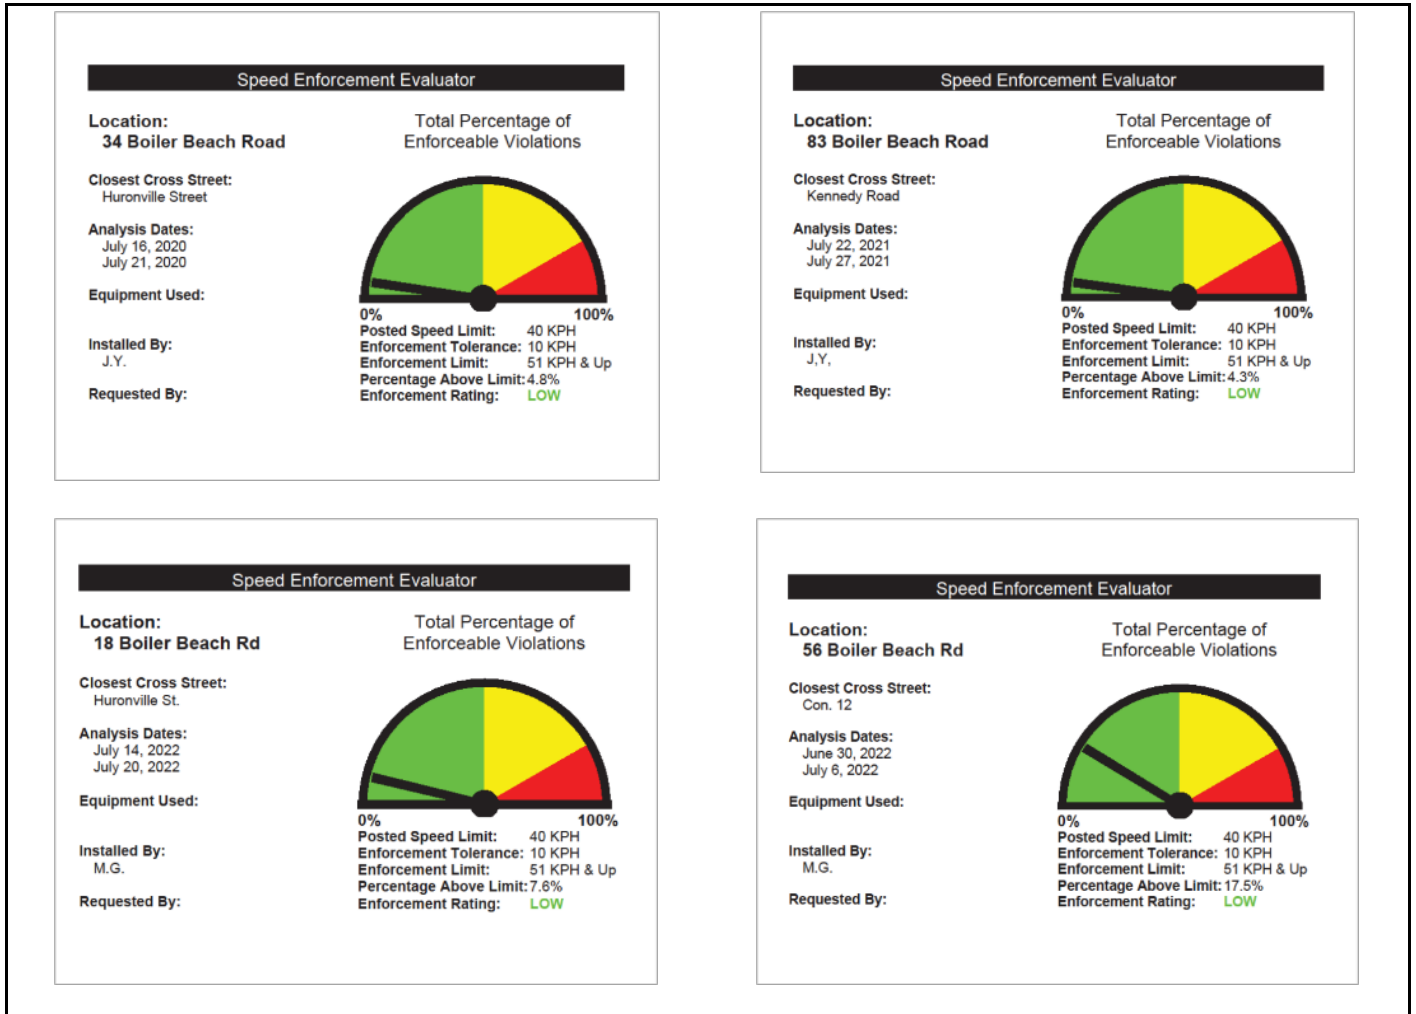 Speed Enforcement Evaluator
Location:
34 Boiler Beach Road
Closest Cross Street:
Huronville Street
Analysis Dates:
July 16, 2020
July 21, 2020
Equipment Used:
Installed By:
J.Y.
Requested By:
Total Percentage of
Enforceable Violations
0% 100%
Posted Speed Limit: 40 KPH
Enforcement Tolerance: 10 KPH
Enforcement Limit: 51 KPH & Up
Percentage Above Limit: 4.8%
Enforcement Rating: LOW
Speed Enforcement Evaluator
Location:
83 Boiler Beach Road
Closest Cross Street:
Kennedy Road
Analysis Dates:
July 22, 2021
July 27, 2021
Equipment Used:
Installed By:
J,Y,
Requested By:
Total Percentage of
Enforceable Violations
0% 100%
Posted Speed Limit: 40 KPH
Enforcement Tolerance: 10 KPH
Enforcement Limit: 51 KPH & Up
Percentage Above Limit: 4.3%
Enforcement Rating: LOW
Speed Enforcement Evaluator
Location:
18 Boiler Beach Rd
Closest Cross Street:
Huronville St.
Analysis Dates:
July 14, 2022
July 20, 2022
Equipment Used:
Installed By:
M.G.
Requested By:
Total Percentage of
Enforceable Violations
0% 100%
Posted Speed Limit: 40 KPH
Enforcement Tolerance: 10 KPH
Enforcement Limit: 51 KPH & Up
Percentage Above Limit: 7.6%
Enforcement Rating: LOW
Speed Enforcement Evaluator
Location:
56 Boiler Beach Rd
Closest Cross Street:
Con. 12
Analysis Dates:
June 30, 2022
July 6, 2022
Equipment Used:
Installed By:
M.G.
Requested By:
Total Percentage of
Enforceable Violations
0% 100%
Posted Speed Limit: 40 KPH
Enforcement Tolerance: 10 KPH
Enforcement Limit: 51 KPH & Up
Percentage Above Limit: 17.5%
Enforcement Rating: LOW